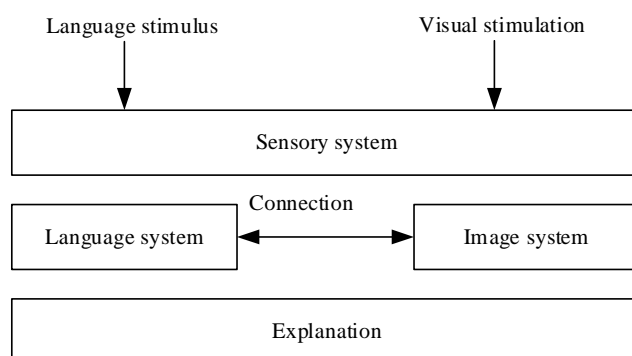 Language stimulus
Visual stimulation
Sensory system
Connection
Language system
Image system
Explanation